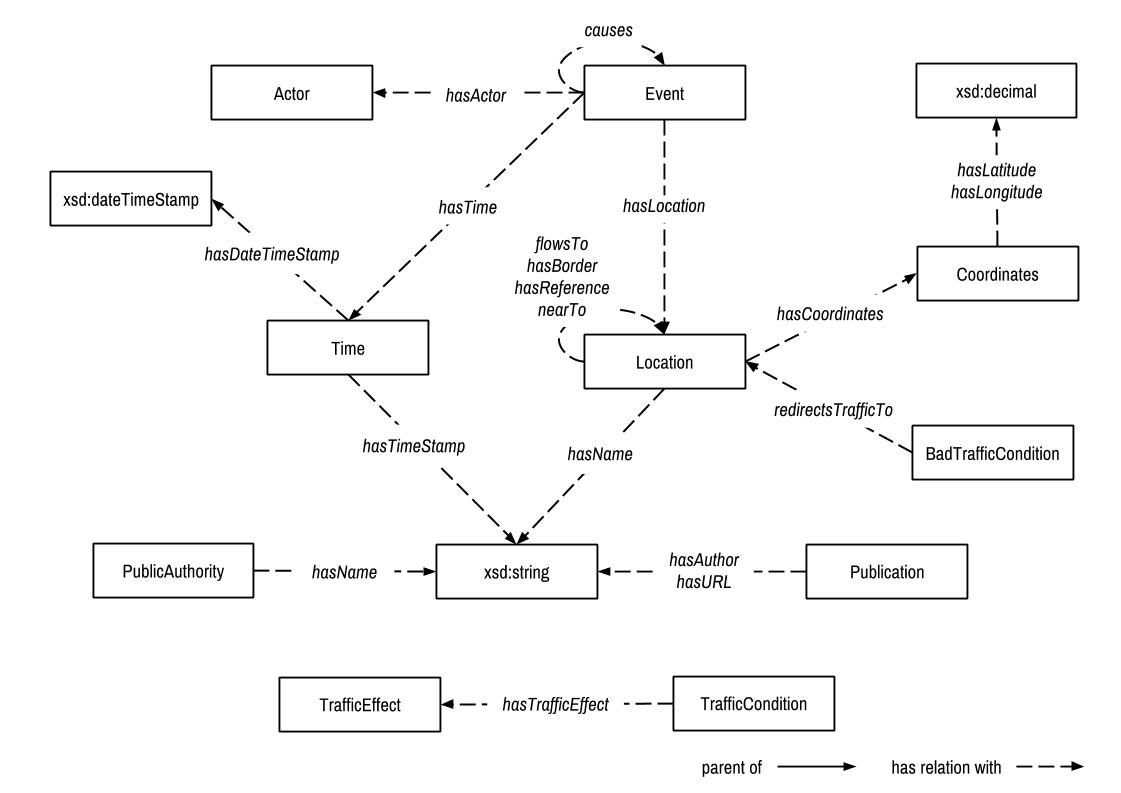 causes
Actor
hasActor
Event
xsd:decimal
hasLatitude
hasLongitude
xsd:dateTimeStamp
hasTime
hasLocation
hasDateTimeStamp
flowsTo
hasBorder
hasReference
nearTo
Coordinates
hasCoordinates
Time
Location
redirectsTrafficTo
hasTimeStamp
hasName
BadTrafficCondition
PublicAuthority
hasName
xsd:string
hasAuthor
hasURL
Publication
TrafficEffect
hasTrafficEffect
TrafficCondition
parent of
has relation with